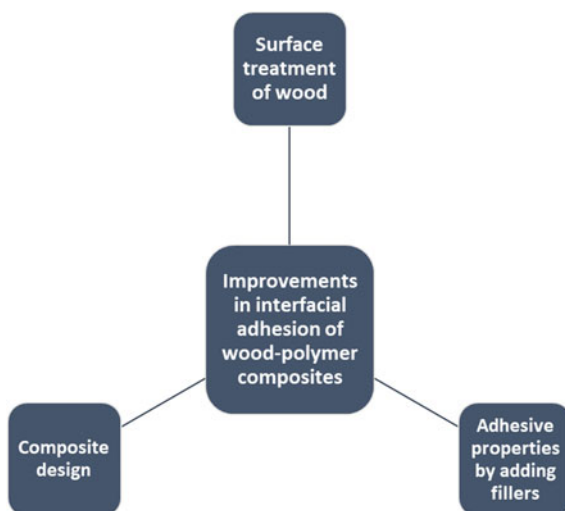 Surface
treatment
of wood
Improvements
in interfacial
adhesion of
wood-polymer
composites
Composite
design
Adhesive
properties
by adding
fillers